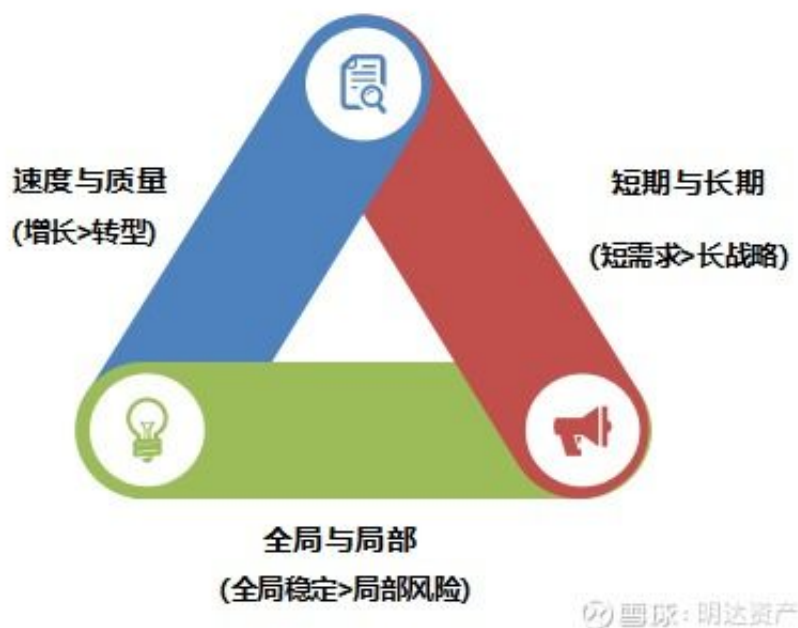 速度与质量
(增长>转型)
短期与长期
(短需求>长战略)
全局与局部
(全局稳定>局部风险)
雪球：明达资产